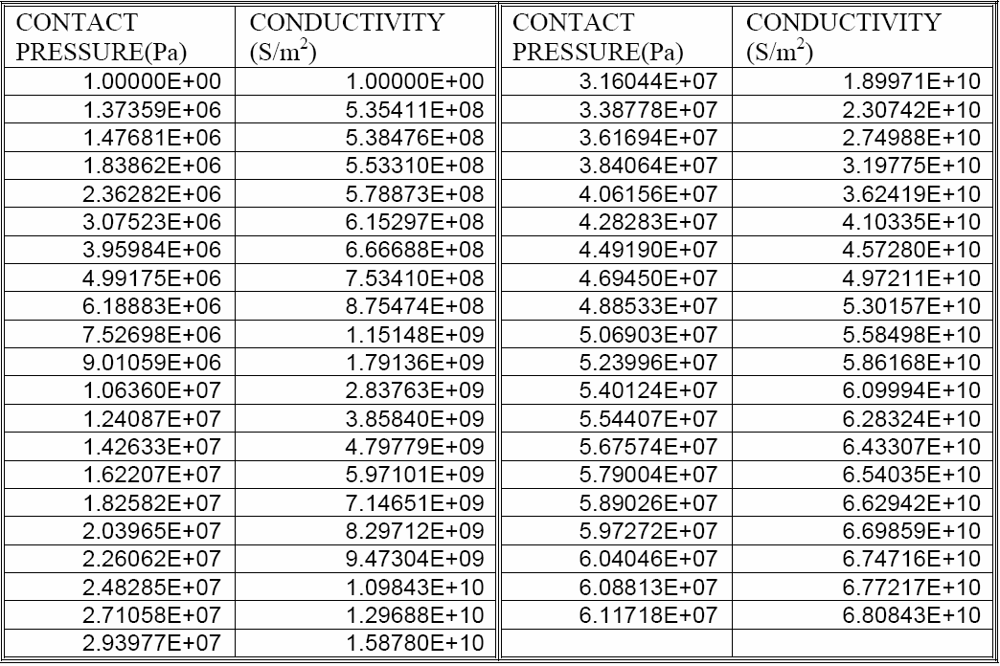 CONTACT PRESSURE(Pa) CONDUCTIVITY (S/m²) CONTACT PRESSURE(Pa) CONDUCTIVITY (S/m²)
1.00000E+00 1.00000E+00 3.16044E+07 1.89971E+10
1.37359E+06 5.35411E+08 3.38778E+07 2.30742E+10
1.47681E+06 5.38476E+08 3.61694E+07 2.74988E+10
1.83862E+06 5.53310E+08 3.84064E+07 3.19775E+10
2.36282E+06 5.78873E+08 4.06156E+07 3.62419E+10
3.07523E+06 6.15297E+08 4.28283E+07 4.10335E+10
3.95984E+06 6.66688E+08 4.49190E+07 4.57280E+10
4.99175E+06 7.53410E+08 4.69450E+07 4.97211E+10
6.18883E+06 8.75474E+08 4.88533E+07 5.30157E+10
7.52698E+06 1.15148E+09 5.06903E+07 5.58498E+10
9.01059E+06 1.79136E+09 5.23996E+07 5.86168E+10
1.06360E+07 2.83763E+09 5.40124E+07 6.09994E+10
1.24087E+07 3.85840E+09 5.54407E+07 6.28324E+10
1.42633E+07 4.79779E+09 5.67574E+07 6.43307E+10
1.62207E+07 5.97101E+09 5.79004E+07 6.54035E+10
1.82582E+07 7.14651E+09 5.89026E+07 6.62942E+10
2.03965E+07 8.29712E+09 5.97272E+07 6.69859E+10
2.26062E+07 9.47304E+09 6.04046E+07 6.74716E+10
2.48285E+07 1.09843E+10 6.08813E+07 6.77217E+10
2.71058E+07 1.29688E+10 6.11718E+07 6.80843E+10
2.93977E+07 1.58780E+10